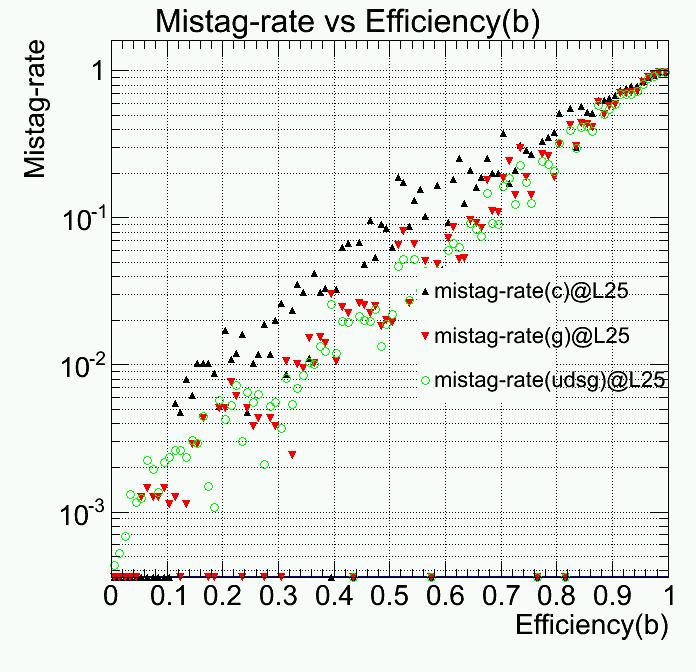 Mistag-rate vs Efficiency(b)
Mistag-rate
1
10-1
10-2
10-3
mistag-rate(c)@L25
mistag-rate(g)@L25
mistag-rate(udsg)@L25
0 0.1 0.2 0.3 0.4 0.5 0.6 0.7 0.8 0.9 1
Efficiency(b)